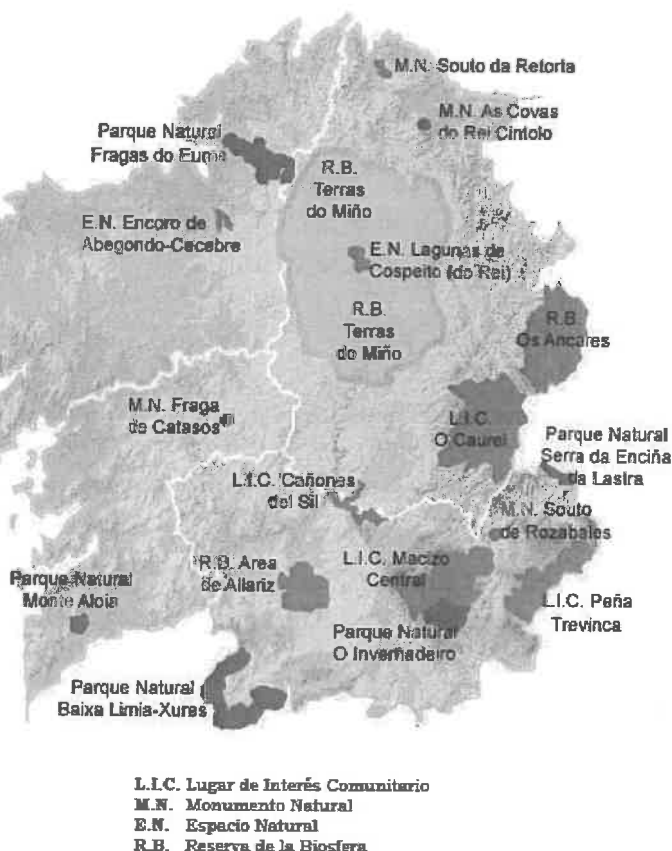 M.N. Souto da Retorta
M.N. As Covas
do Rei Cintolo
Parque Natural
Fragas do Eume
R.B.
Terras
do Miño
E.N. Encoro de
Abegondo-Cecebre
E.N. Lagunas de
Cospeito (do Rei)
R.B.
Terras
do Miño
R.B.
Os Ancares
M.N. Fraga
de Catasós
L.I.C.
O Caurel
Parque Natural
Serra da Enciña
da Lastra
L.I.C. Cañones
del Sil
M.N. Souto
de Rozabales
R.B. Area
de Allariz
L.I.C. Macizo
Central
Parque Natural
Monte Aloia
L.I.C. Peña
Trevinca
Parque Natural
O Invernadeiro
Parque Natural
Baixa Limia-Xures
L.I.C. Lugar de Interés Comunitario
M.N. Monumento Natural
E.N. Espacio Natural
R.B. Reserva de la Biosfera